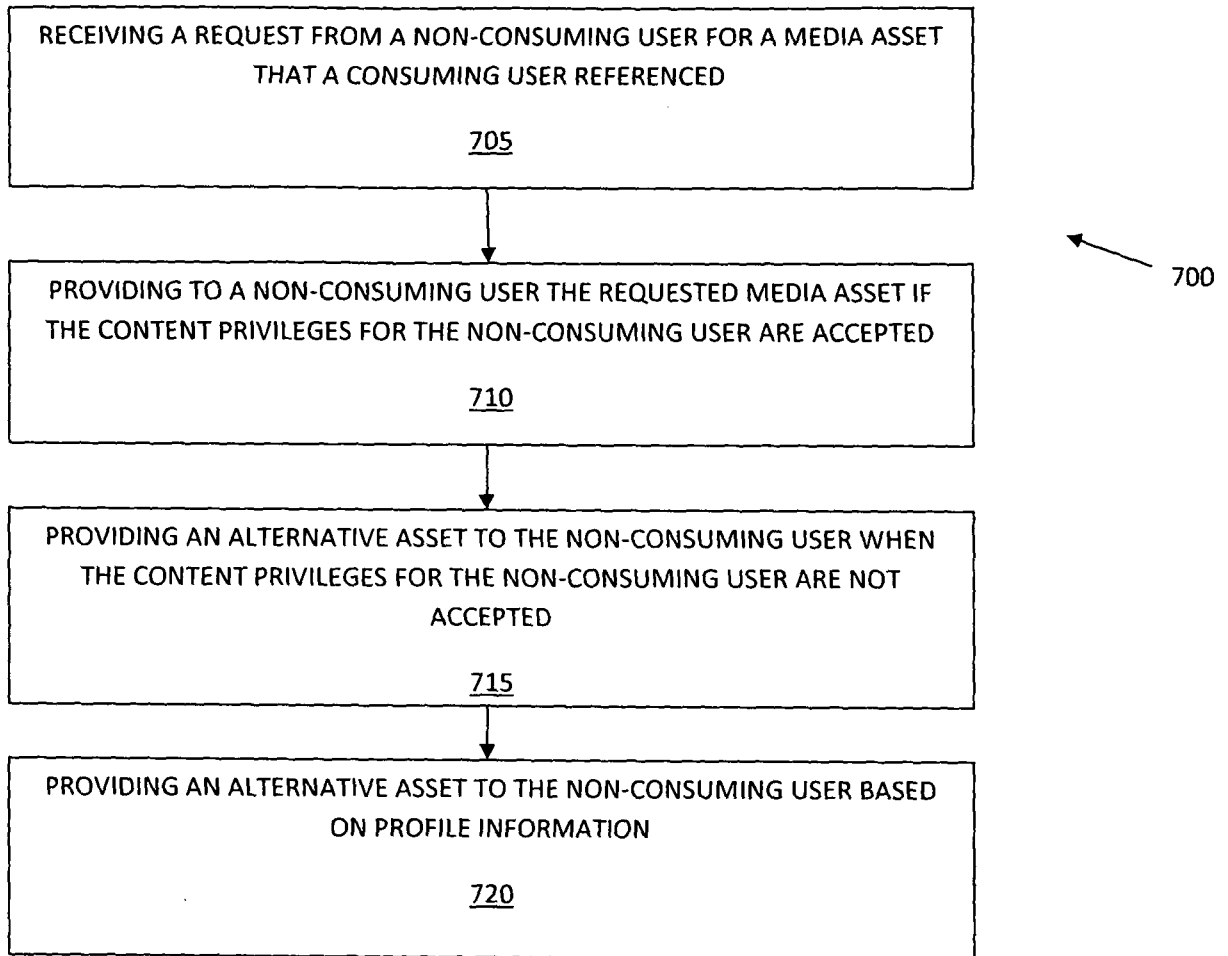 RECEIVING A REQUEST FROM A NON-CONSUMING USER FOR A MEDIA ASSET
THAT A CONSUMING USER REFERENCED
705
700
PROVIDING TO A NON-CONSUMING USER THE REQUESTED MEDIA ASSET IF
THE CONTENT PRIVILEGES FOR THE NON-CONSUMING USER ARE ACCEPTED
710
PROVIDING AN ALTERNATIVE ASSET TO THE NON-CONSUMING USER WHEN
THE CONTENT PRIVILEGES FOR THE NON-CONSUMING USER ARE NOT
ACCEPTED
715
PROVIDING AN ALTERNATIVE ASSET TO THE NON-CONSUMING USER BASED
ON PROFILE INFORMATION
720